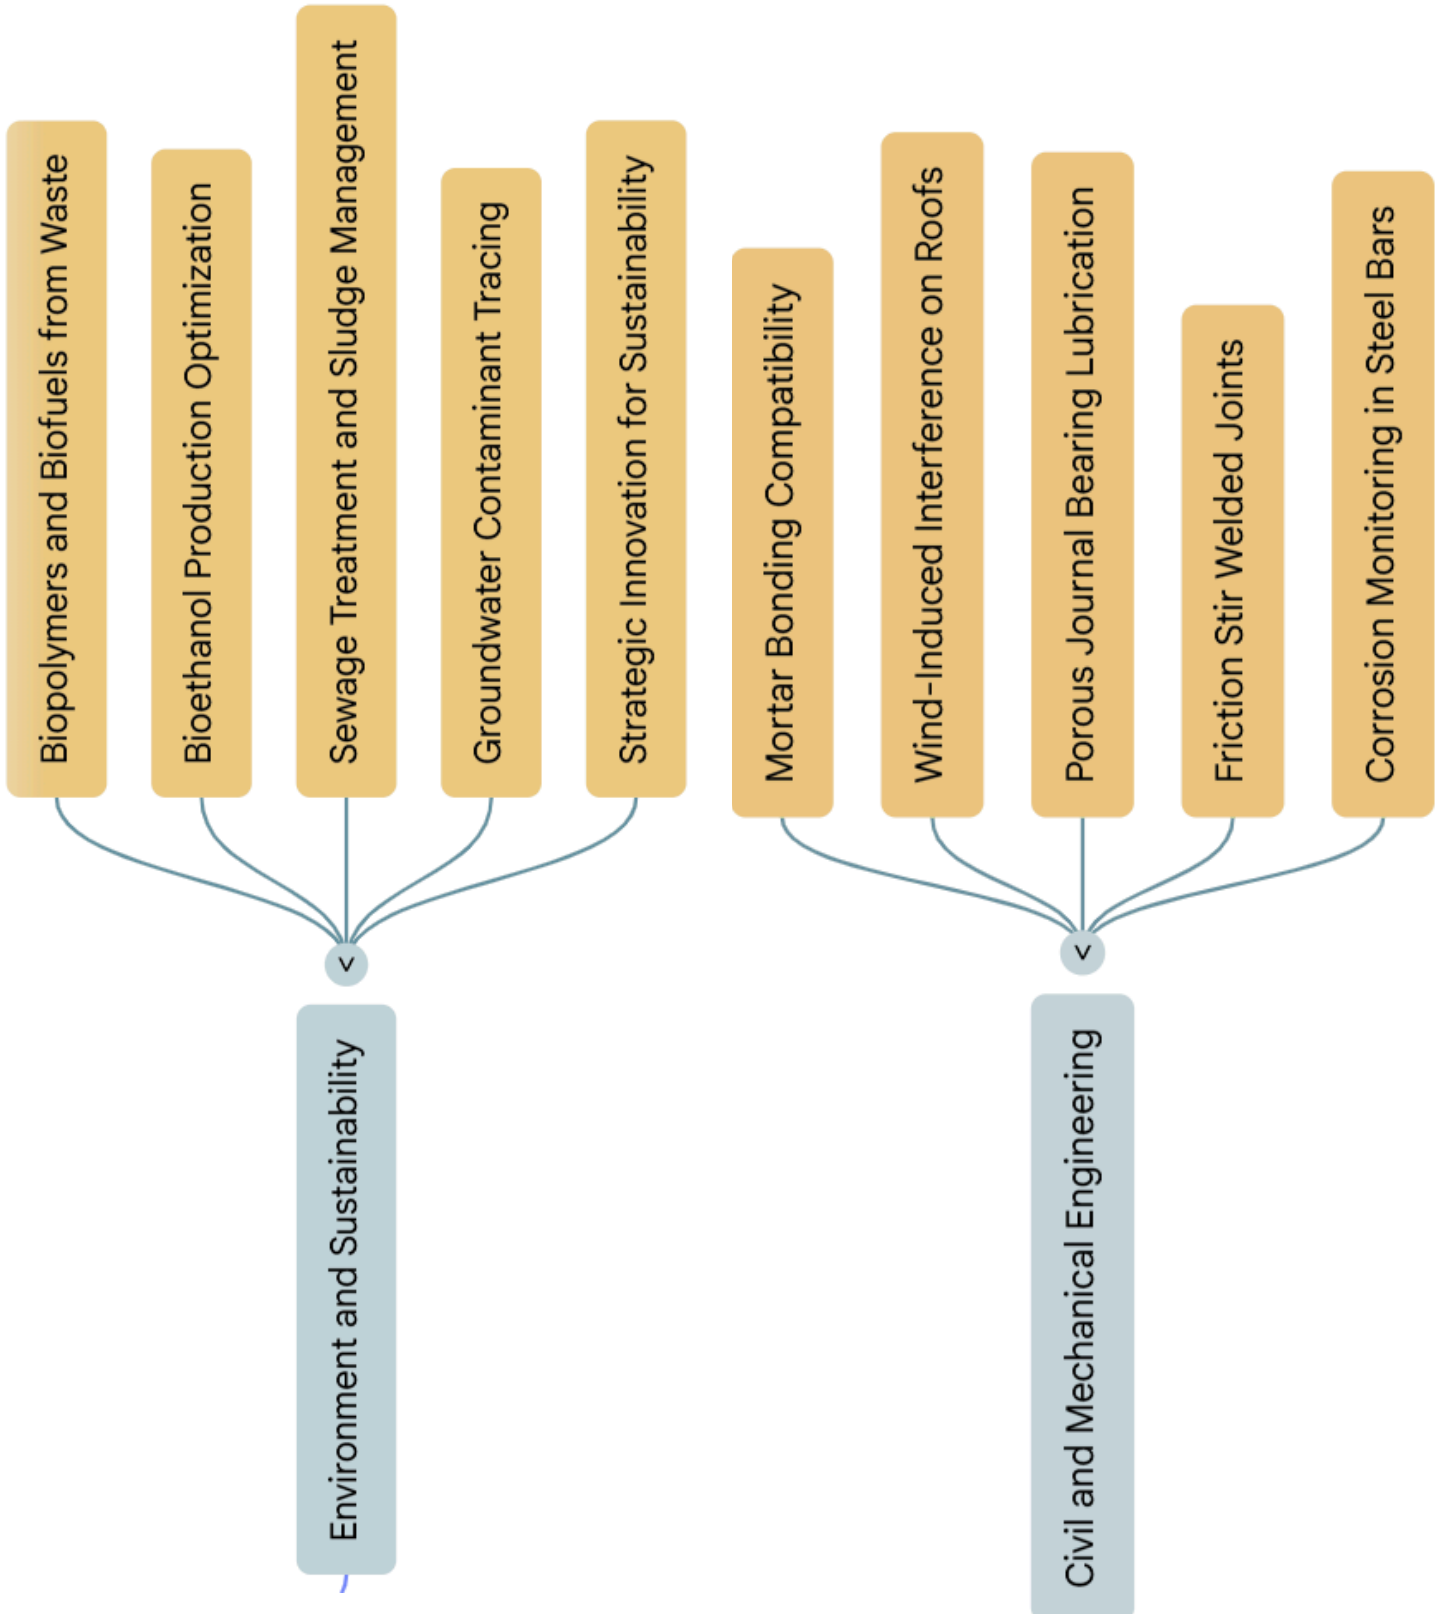 Biopolymers and Biofuels from Waste
Bioethanol Production Optimization
Sewage Treatment and Sludge Management
Groundwater Contaminant Tracing
Strategic Innovation for Sustainability
<
Environment and Sustainability
Mortar Bonding Compatibility
Wind-Induced Interference on Roofs
Porous Journal Bearing Lubrication
Friction Stir Welded Joints
Corrosion Monitoring in Steel Bars
<
Civil and Mechanical Engineering